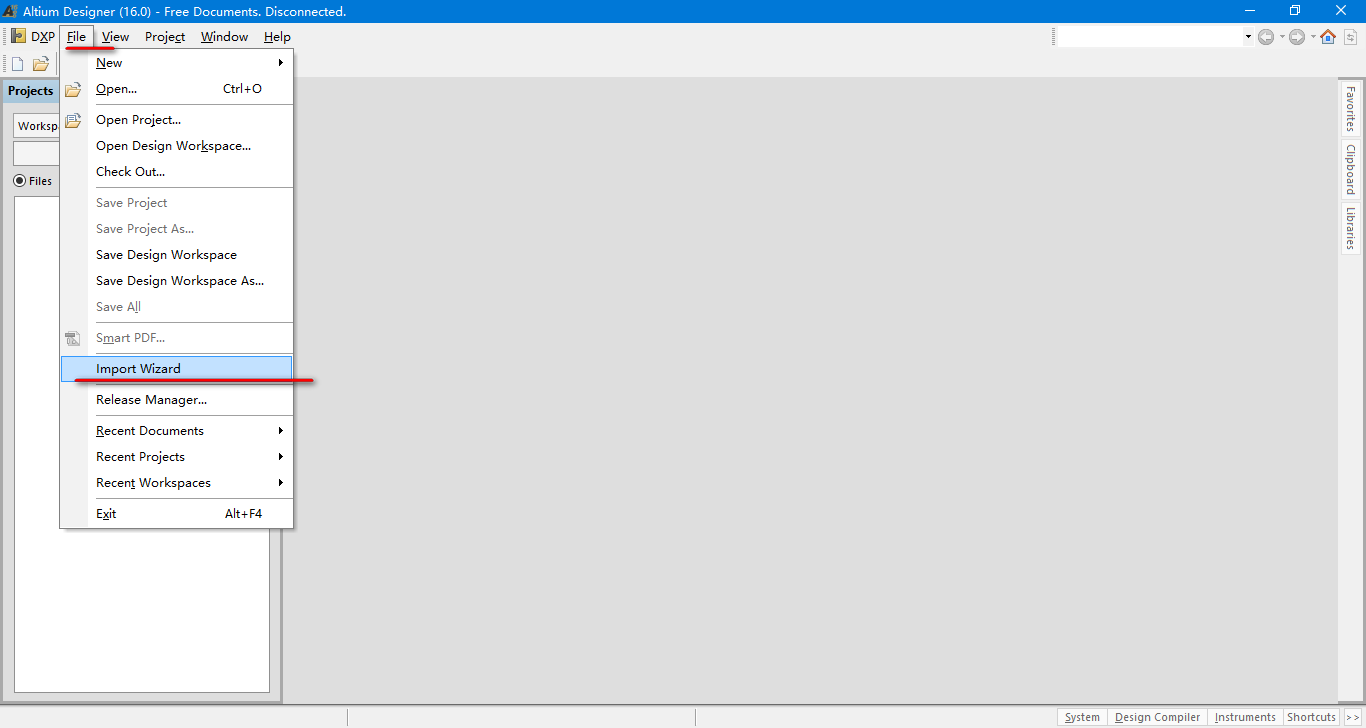 Altium Designer (16.0) - Free Documents. Disconnected.
DXP File View Project Window Help
Projects
Worksp
Files
New
Open... Ctrl+O
Open Project...
Open Design Workspace...
Check Out...
Save Project
Save Project As...
Save Design Workspace
Save Design Workspace As...
Save All
Smart PDF...
Import Wizard
Release Manager...
Recent Documents
Recent Projects
Recent Workspaces
Exit Alt+F4
Favorites
Clipboard
Libraries
System Design Compiler Instruments Shortcuts >>